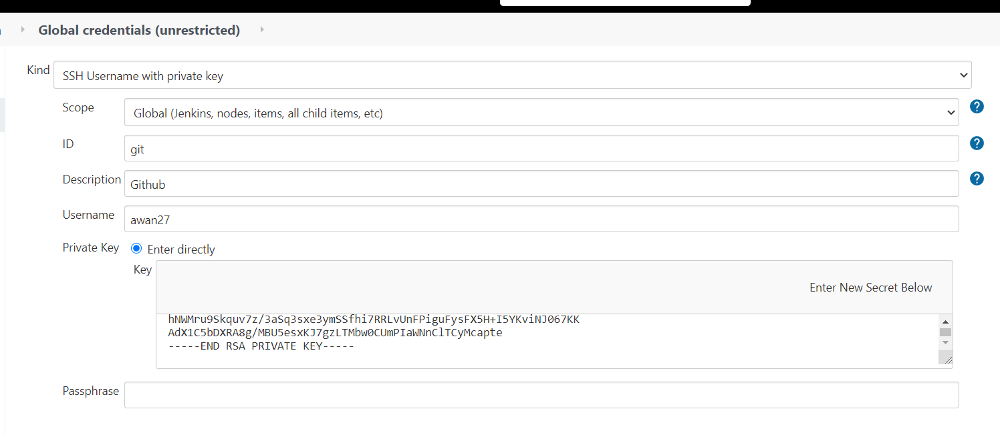 Global credentials (unrestricted)
Kind
SSH Username with private key
Scope
Global (Jenkins, nodes, items, all child items, etc)
ID
git
Description
Github
Username
awan27
Private Key
Enter directly
Key
Enter New Secret Below
hNWMru9Skquv7z/3aSq3sxe3ymSSfhi7RRLvUnFPiguFysFX5H+I5YKviNJ067KK
AdX1C5bDXRA8g/MBU5esxKJ7gzLTMbw0CUmPIaWNnClTCyMcapte
-----END RSA PRIVATE KEY-----
Passphrase